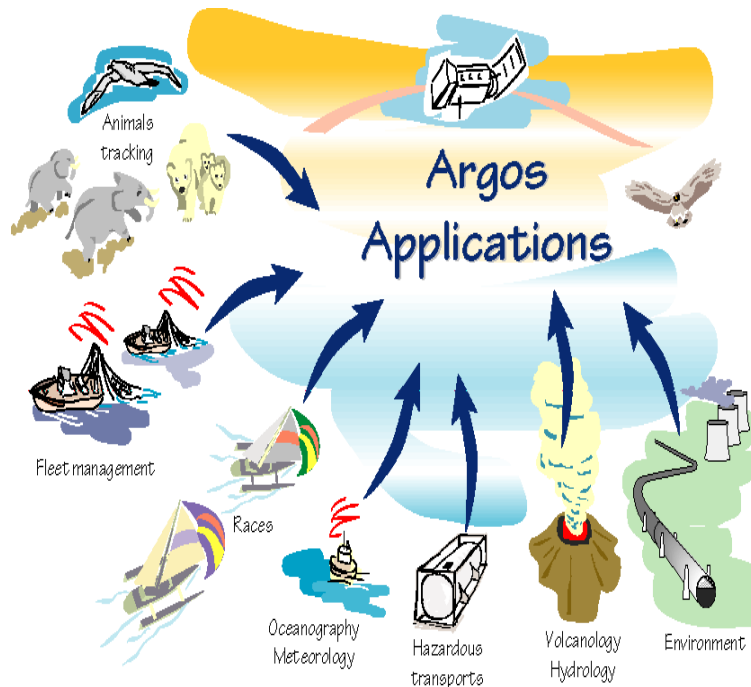 Animals
tracking
Argos
Applications
Fleet management
Races
Oceanography
Meteorology
Hazardous
transports
Volcanology
Hydrology
Environment